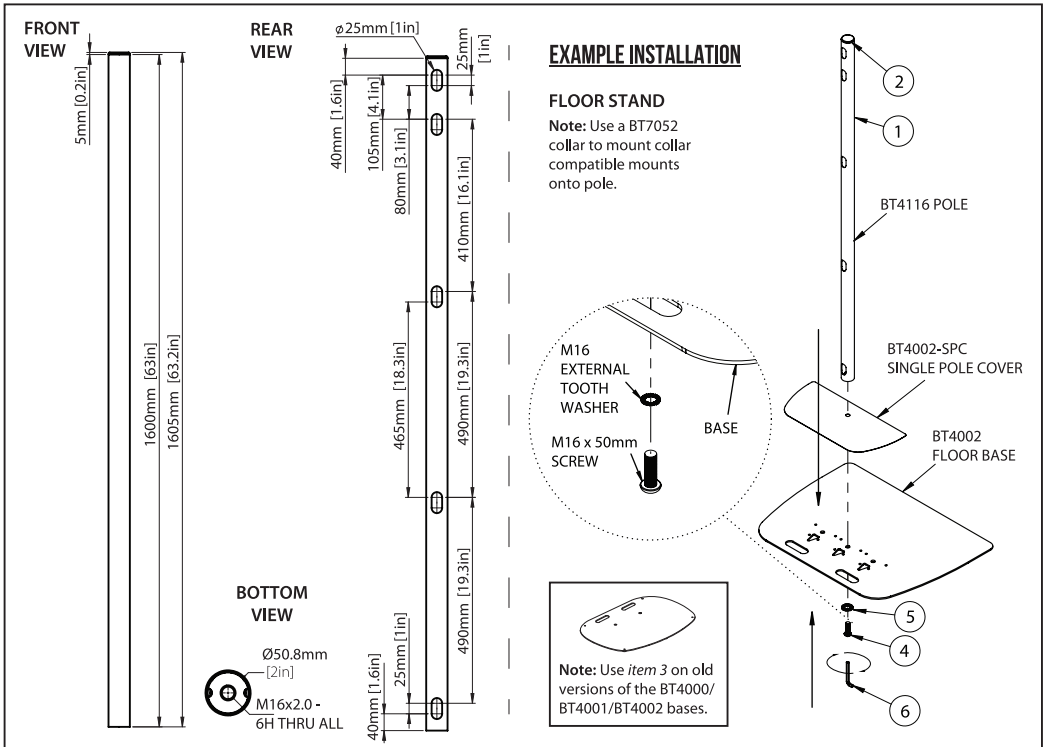 FRONT
VIEW
5mm [0.2in]
1600mm [63in]
1605mm [63.2in]
REAR
VIEW
ø25mm [1in]
25mm
[1in]
40mm [1.6in]
105mm [4.1in]
80mm [3.1in]
410mm [16.1in]
465mm [18.3in]
490mm [19.3in]
490mm [19.3in]
25mm [1in]
40mm [1.6in]
BOTTOM
VIEW
Ø50.8mm
[2in]
M16x2.0 -
6H THRU ALL
EXAMPLE INSTALLATION
FLOOR STAND
Note: Use a BT7052
collar to mount collar
compatible mounts
onto pole.
M16
EXTERNAL
TOOTH
WASHER
M16 x 50mm
SCREW
BASE
2
1
BT4116 POLE
BT4002-SPC
SINGLE POLE COVER
BT4002
FLOOR BASE
5
4
6
Note: Use item 3 on old
versions of the BT4000/
BT4001/BT4002 bases.